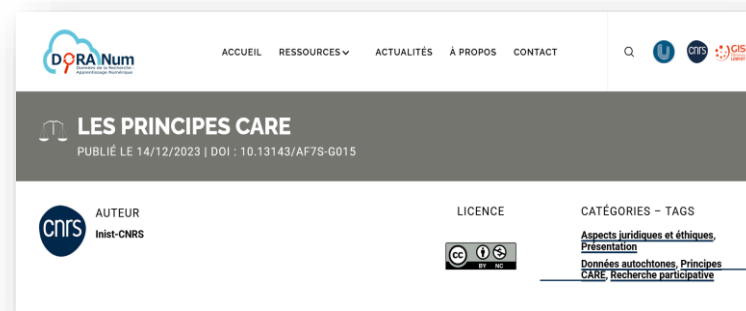 DORANum
Données de la Recherche -
Apprentissage Numérique
ACCUEIL RESSOURCES ACTUALITÉS À PROPOS CONTACT
U cnrs GIS
LES PRINCIPES CARE
PUBLIÉ LE 14/12/2023 | DOI : 10.13143/AF7S-G015
cnrs
AUTEUR
Inist-CNRS
LICENCE
cc BY NC
CATÉGORIES – TAGS
Aspects juridiques et éthiques,
Présentation
Données autochtones, Principes
CARE, Recherche participative